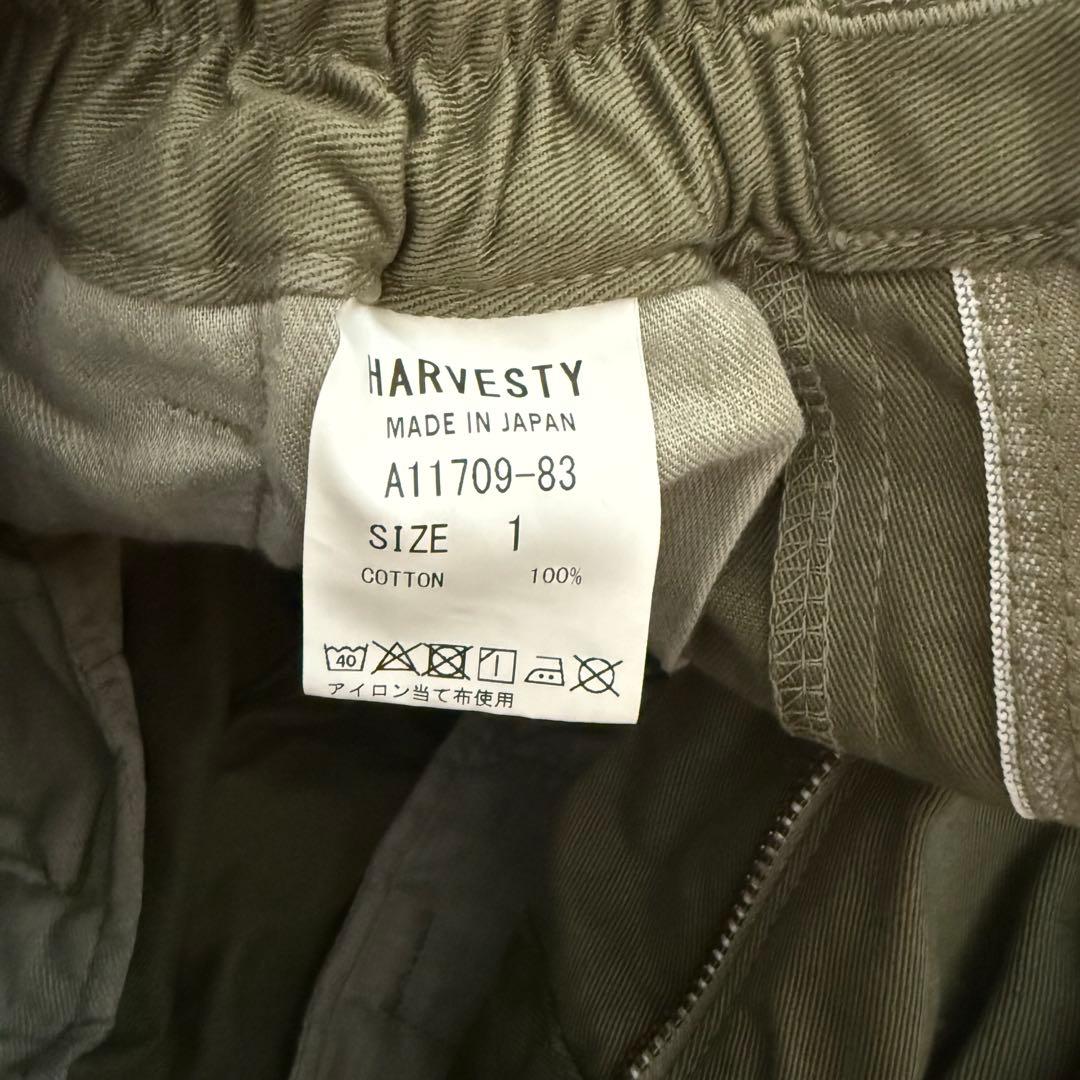 HARVESTY
MADE IN JAPAN
A11709-83
SIZE 1
COTTON 100%
40
アイロン当て布使用